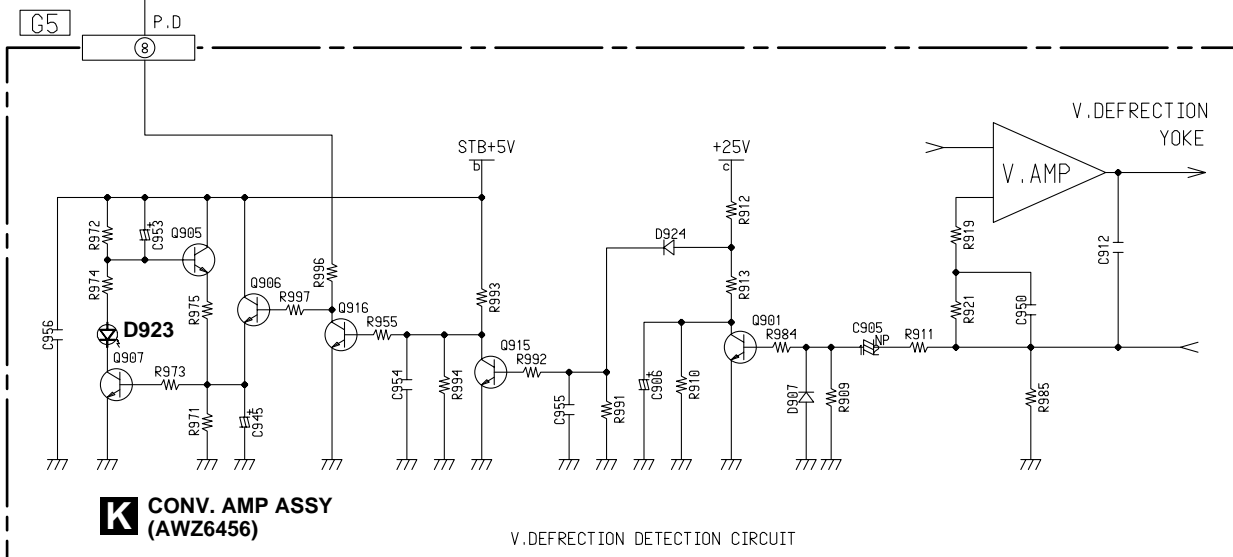 G5
P.D
8
V.DEFRECTION
YOKE
STB+5V
b
+25V
c
V.AMP
R912
R972
C953
Q905
D924
R919
C912
R974
Q906
R996
R993
R913
R975
R997
Q916
R921
C950
C956
D923
R955
Q901
R984
C905
NP
R911
Q907
R973
Q915
R992
C954
R994
C955
R991
C906
R910
D907
R909
R985
R971
C945
K CONV. AMP ASSY
(AWZ6456)
V.DEFRECTION DETECTION CIRCUIT